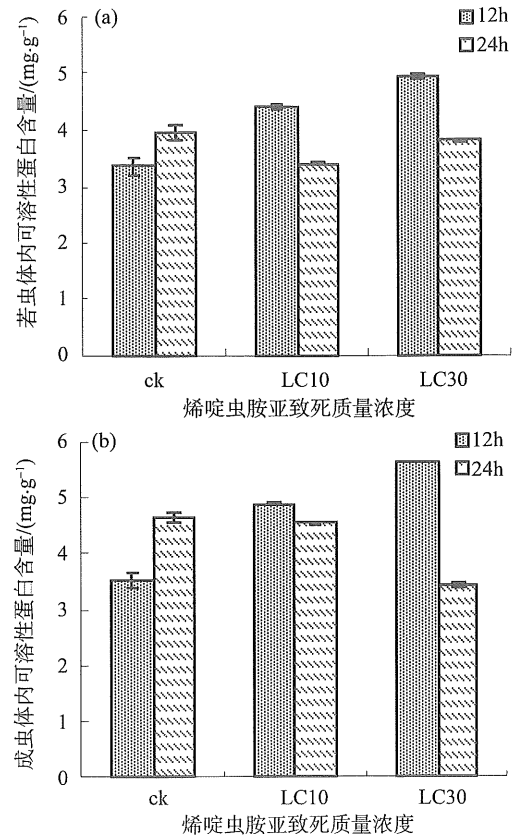 (a)
12h
24h
若虫体内可溶性蛋白含量/(mg·g⁻¹)
6
5
4
3
2
1
0
ck LC10 LC30
烯啶虫胺亚致死质量浓度
(b)
12h
24h
成虫体内可溶性蛋白含量/(mg·g⁻¹)
6
5
4
3
2
1
0
ck LC10 LC30
烯啶虫胺亚致死质量浓度